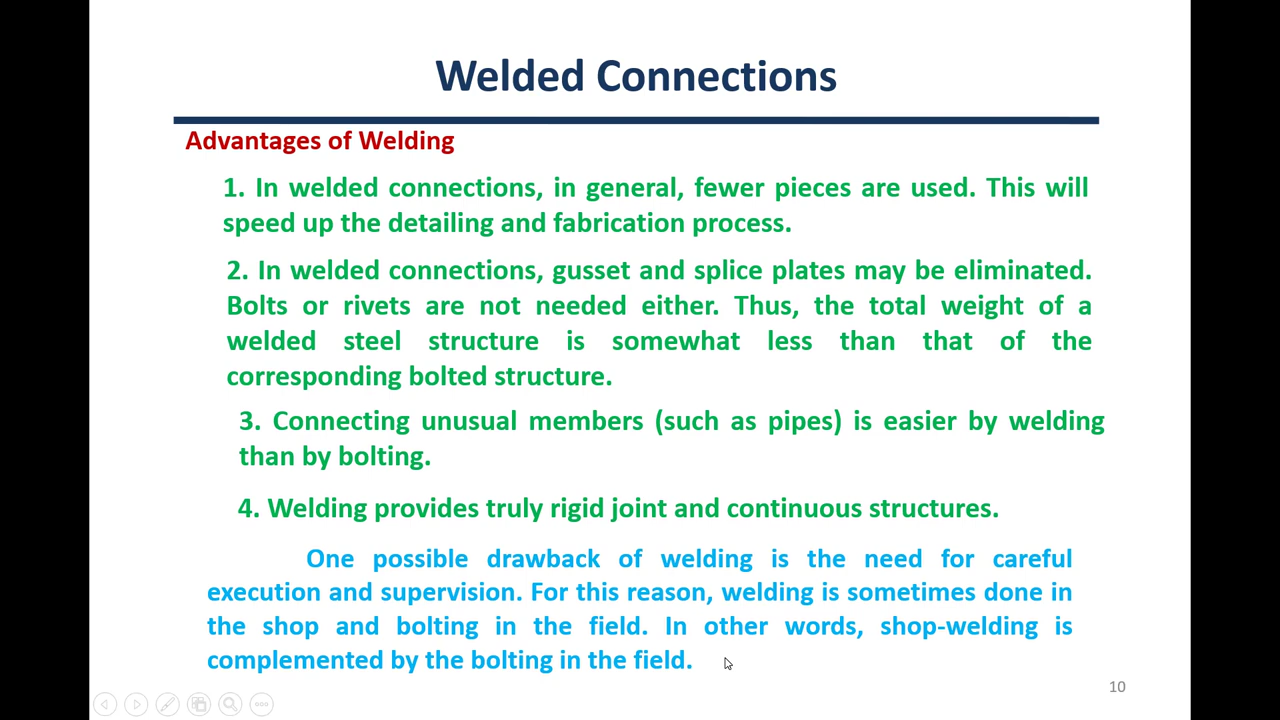 Welded Connections
Advantages of Welding
1. In welded connections, in general, fewer pieces are used. This will
speed up the detailing and fabrication process.
2. In welded connections, gusset and splice plates may be eliminated.
Bolts or rivets are not needed either. Thus, the total weight of a
welded steel structure is somewhat less than that of the
corresponding bolted structure.
3. Connecting unusual members (such as pipes) is easier by welding
than by bolting.
4. Welding provides truly rigid joint and continuous structures.
One possible drawback of welding is the need for careful
execution and supervision. For this reason, welding is sometimes done in
the shop and bolting in the field. In other words, shop-welding is
complemented by the bolting in the field.
10